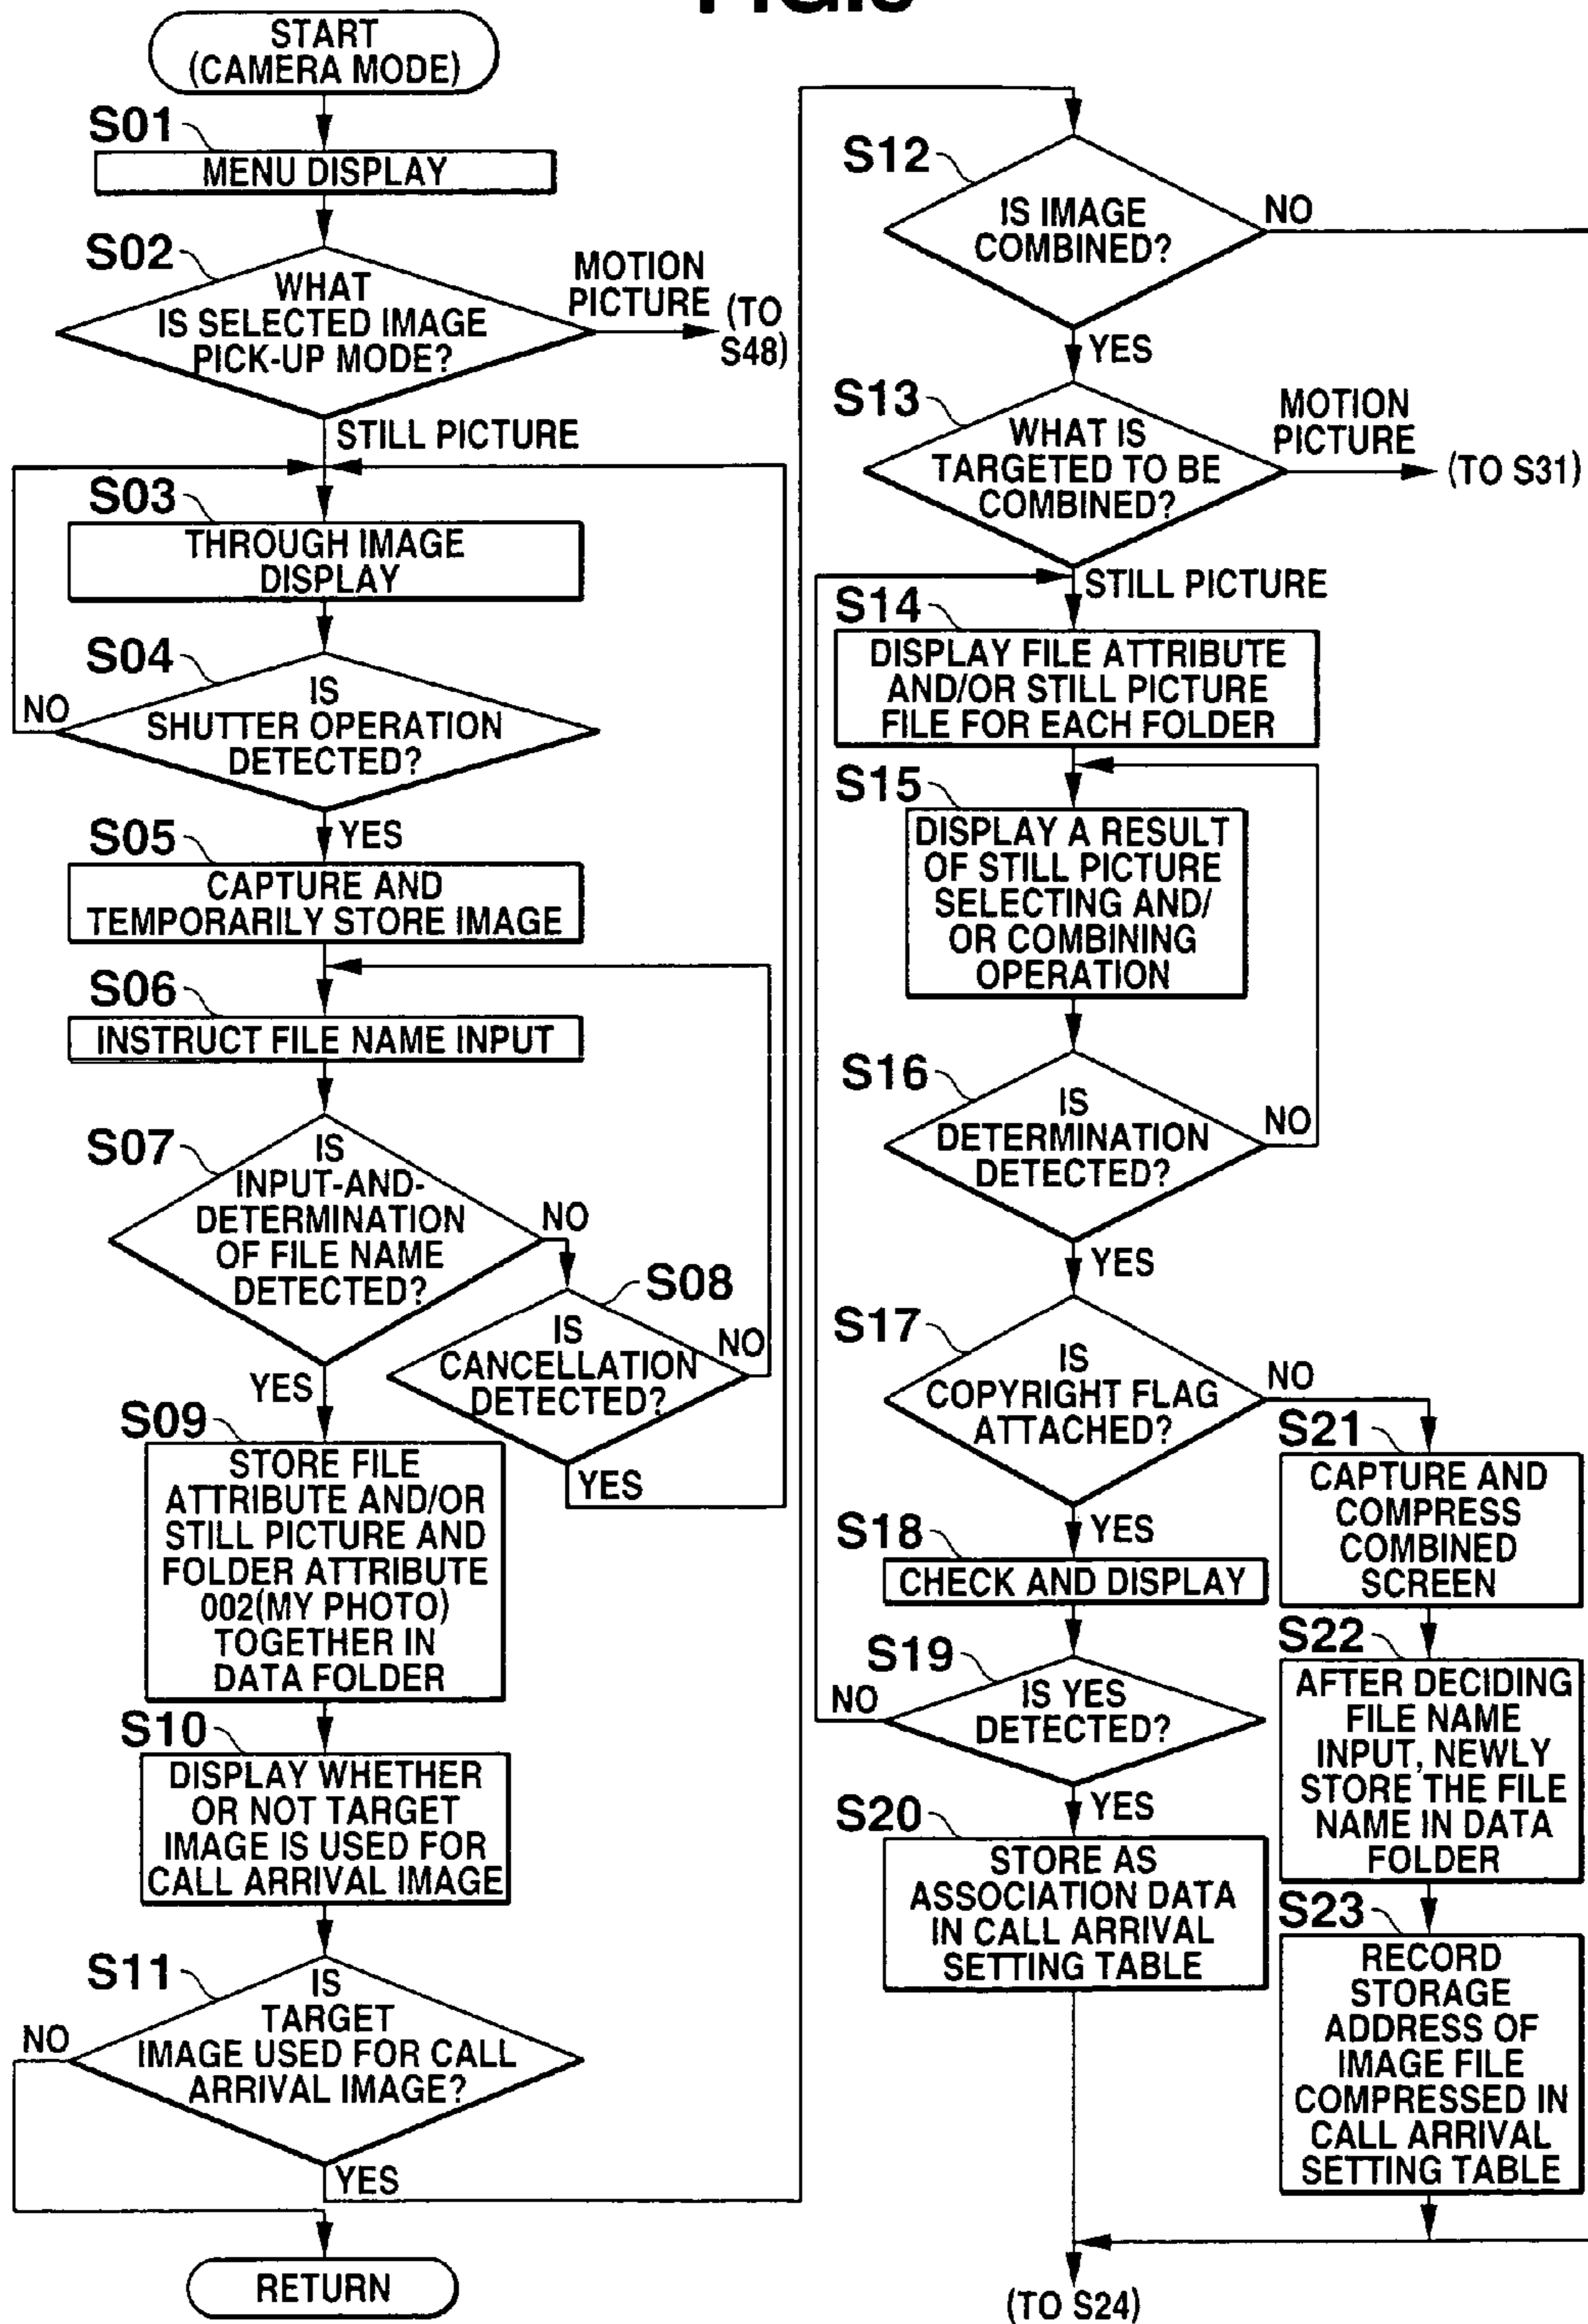 START
(CAMERA MODE)
S01
MENU DISPLAY
S02
WHAT
IS SELECTED IMAGE
PICK-UP MODE?
MOTION
PICTURE
(TO
S48)
STILL PICTURE
S03
THROUGH IMAGE
DISPLAY
S04
IS
SHUTTER OPERATION
DETECTED?
NO
YES
S05
CAPTURE AND
TEMPORARILY STORE IMAGE
S06
INSTRUCT FILE NAME INPUT
S07
IS
INPUT-AND-
DETERMINATION
OF FILE NAME
DETECTED?
NO
YES
S08
IS
CANCELLATION
DETECTED?
NO
YES
S09
STORE FILE
ATTRIBUTE AND/OR
STILL PICTURE AND
FOLDER ATTRIBUTE
002(MY PHOTO)
TOGETHER IN
DATA FOLDER
S10
DISPLAY WHETHER
OR NOT TARGET
IMAGE IS USED FOR
CALL ARRIVAL IMAGE
S11
IS
TARGET
IMAGE USED FOR CALL
ARRIVAL IMAGE?
NO
YES
RETURN
S12
IS IMAGE
COMBINED?
NO
YES
S13
WHAT IS
TARGETED TO BE
COMBINED?
MOTION
PICTURE
(TO S31)
STILL PICTURE
S14
DISPLAY FILE ATTRIBUTE
AND/OR STILL PICTURE
FILE FOR EACH FOLDER
S15
DISPLAY A RESULT
OF STILL PICTURE
SELECTING AND/
OR COMBINING
OPERATION
S16
IS
DETERMINATION
DETECTED?
NO
YES
S17
IS
COPYRIGHT FLAG
ATTACHED?
NO
YES
S18
CHECK AND DISPLAY
S19
IS YES
DETECTED?
NO
YES
S20
STORE AS
ASSOCIATION DATA
IN CALL ARRIVAL
SETTING TABLE
S21
CAPTURE AND
COMPRESS
COMBINED
SCREEN
S22
AFTER DECIDING
FILE NAME
INPUT, NEWLY
STORE THE FILE
NAME IN DATA
FOLDER
S23
RECORD
STORAGE
ADDRESS OF
IMAGE FILE
COMPRESSED IN
CALL ARRIVAL
SETTING TABLE
(TO S24)